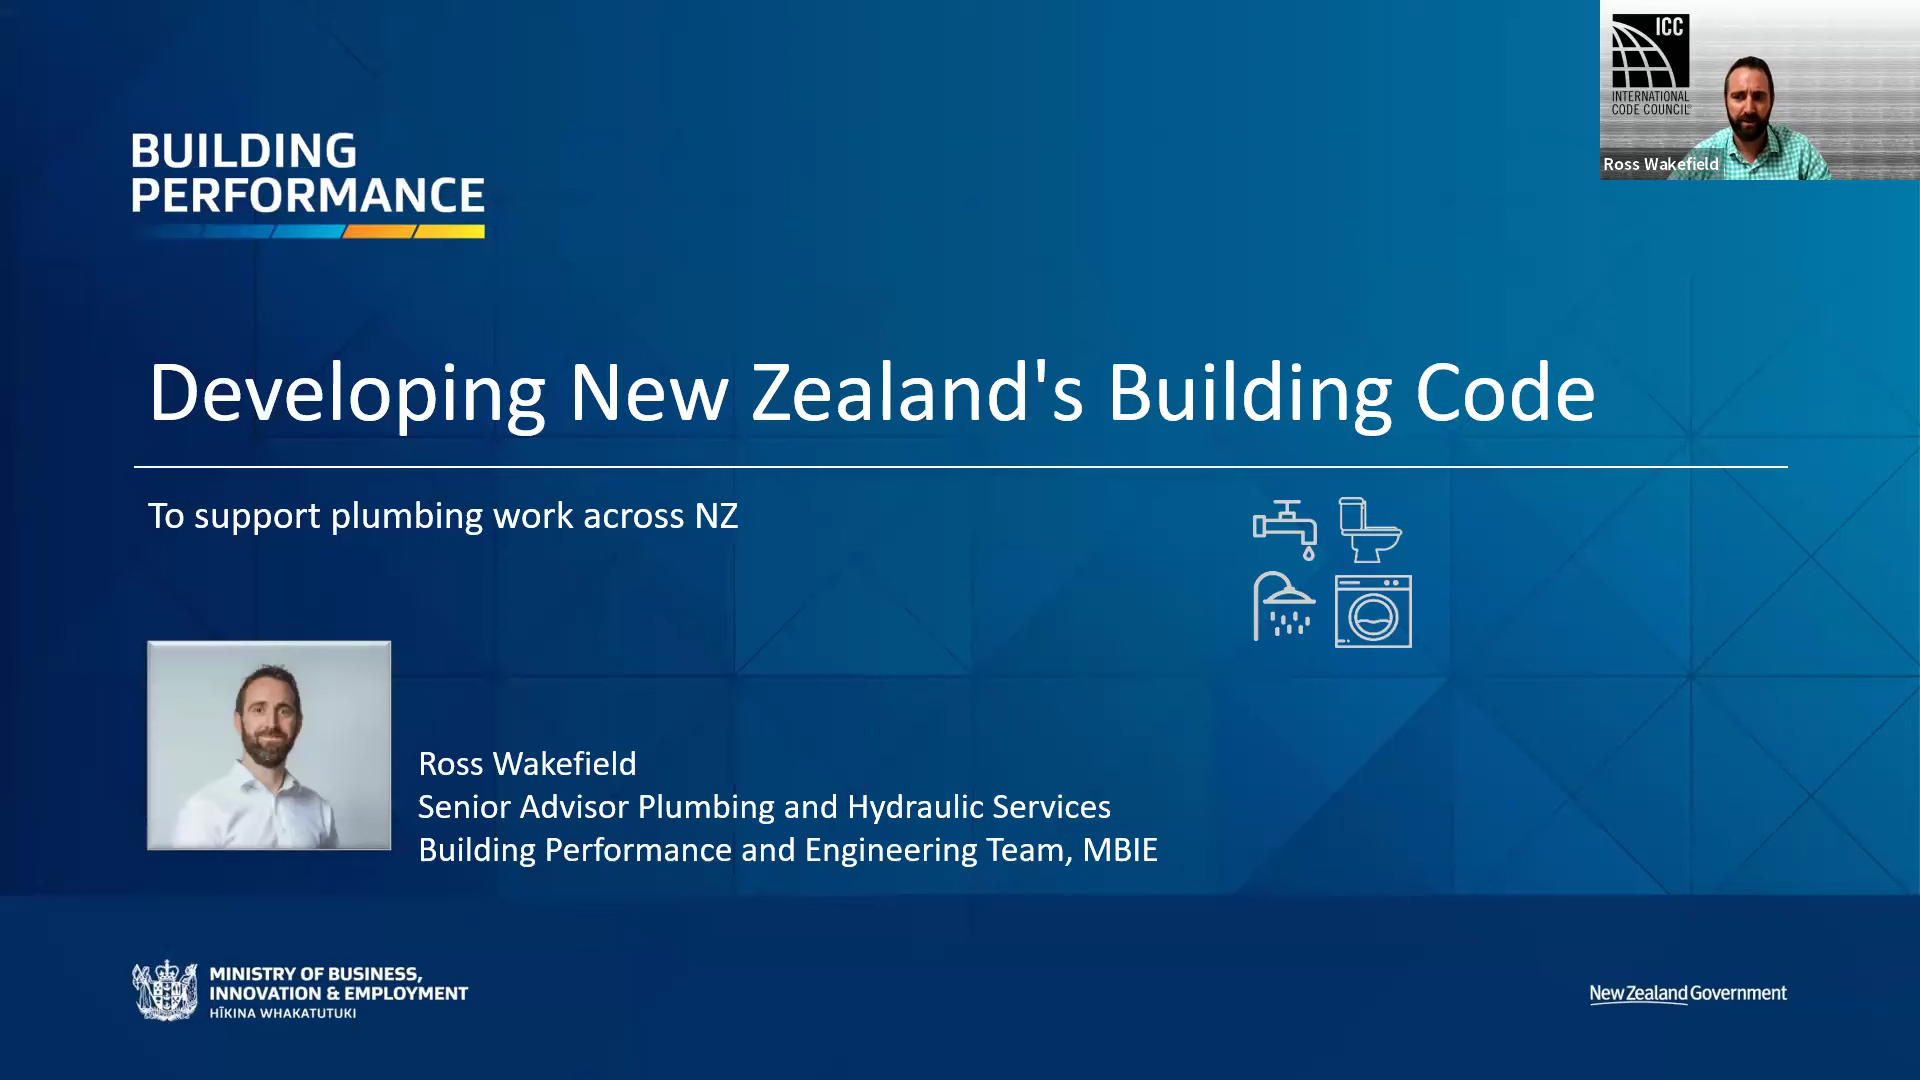 ICC
INTERNATIONAL
CODE COUNCIL
Ross Wakefield
BUILDING
PERFORMANCE
Developing New Zealand's Building Code
To support plumbing work across NZ
Ross Wakefield
Senior Advisor Plumbing and Hydraulic Services
Building Performance and Engineering Team, MBIE
MINISTRY OF BUSINESS,
INNOVATION & EMPLOYMENT
HĪKINA WHAKATUTUKI
New Zealand Government